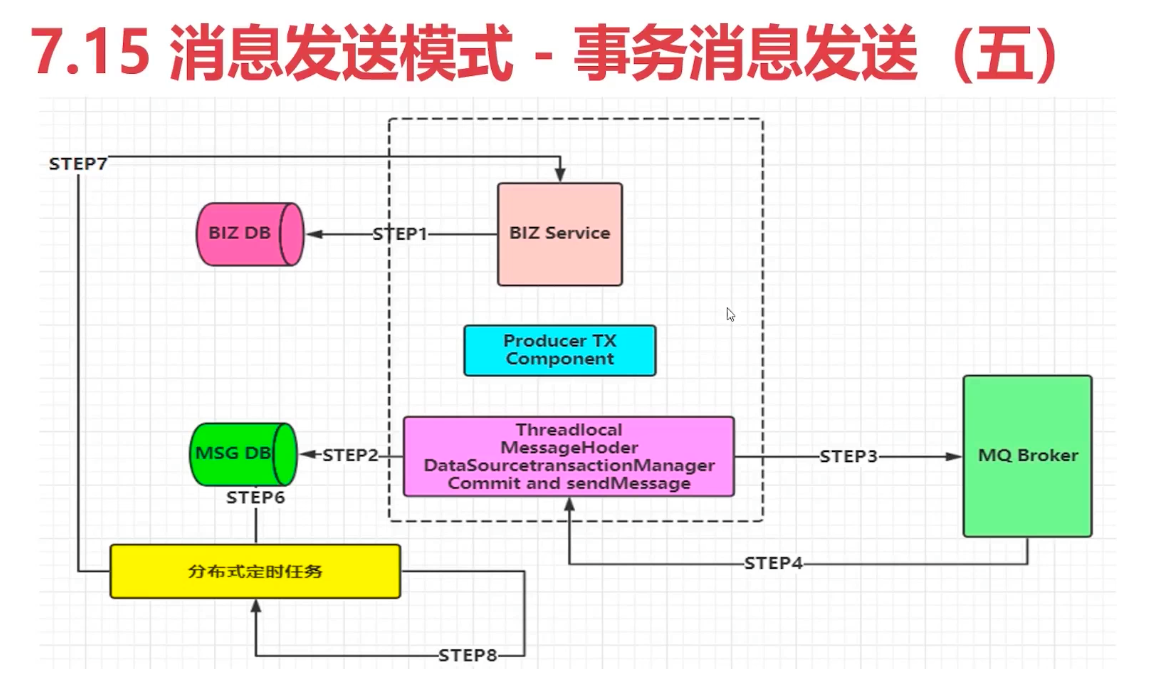 7.15 消息发送模式 - 事务消息发送（五）
STEP7
BIZ DB
STEP1
BIZ Service
Producer TX
Component
MSG DB
STEP2
Threadlocal
MessageHoder
DataSourcetransactionManager
Commit and sendMessage
STEP3
MQ Broker
STEP6
STEP4
分布式定时任务
STEP8